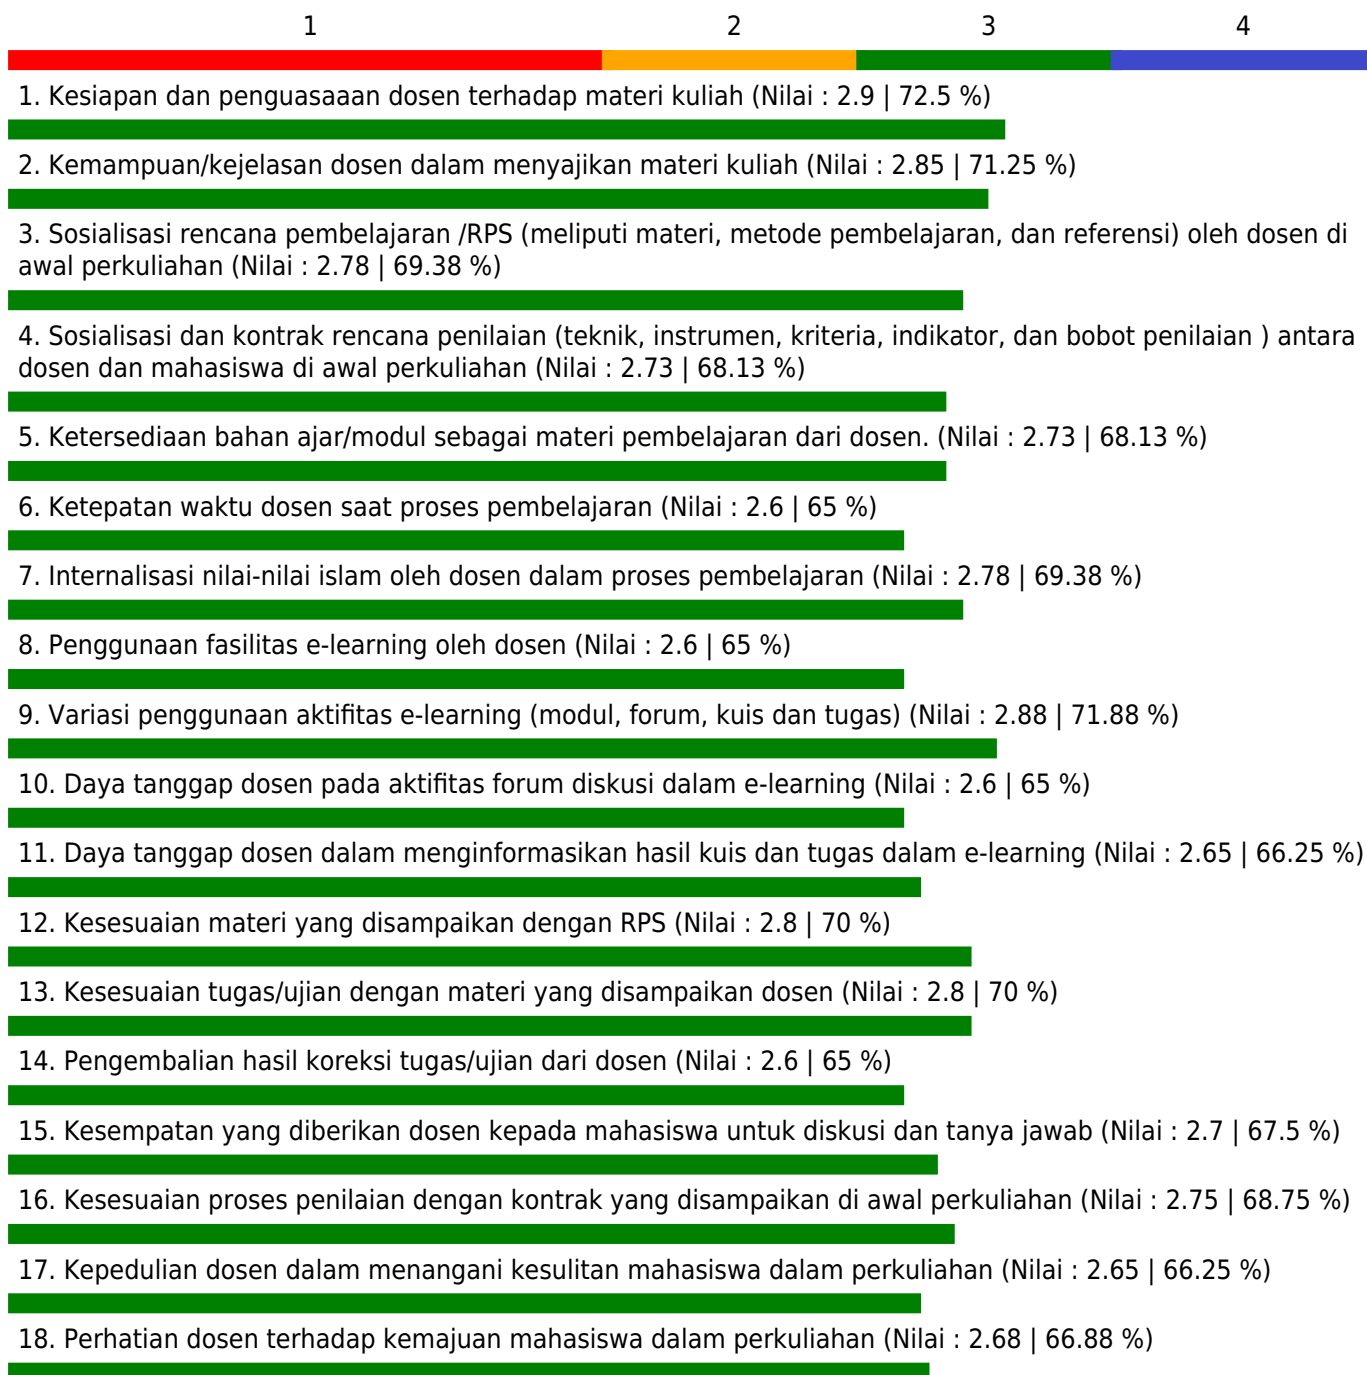 1 2 3 4
1. Kesiapan dan penguasaaan dosen terhadap materi kuliah (Nilai : 2.9 | 72.5 %)
2. Kemampuan/kejelasan dosen dalam menyajikan materi kuliah (Nilai : 2.85 | 71.25 %)
3. Sosialisasi rencana pembelajaran /RPS (meliputi materi, metode pembelajaran, dan referensi) oleh dosen di
awal perkuliahan (Nilai : 2.78 | 69.38 %)
4. Sosialisasi dan kontrak rencana penilaian (teknik, instrumen, kriteria, indikator, dan bobot penilaian ) antara
dosen dan mahasiswa di awal perkuliahan (Nilai : 2.73 | 68.13 %)
5. Ketersediaan bahan ajar/modul sebagai materi pembelajaran dari dosen. (Nilai : 2.73 | 68.13 %)
6. Ketepatan waktu dosen saat proses pembelajaran (Nilai : 2.6 | 65 %)
7. Internalisasi nilai-nilai islam oleh dosen dalam proses pembelajaran (Nilai : 2.78 | 69.38 %)
8. Penggunaan fasilitas e-learning oleh dosen (Nilai : 2.6 | 65 %)
9. Variasi penggunaan aktifitas e-learning (modul, forum, kuis dan tugas) (Nilai : 2.88 | 71.88 %)
10. Daya tanggap dosen pada aktifitas forum diskusi dalam e-learning (Nilai : 2.6 | 65 %)
11. Daya tanggap dosen dalam menginformasikan hasil kuis dan tugas dalam e-learning (Nilai : 2.65 | 66.25 %)
12. Kesesuaian materi yang disampaikan dengan RPS (Nilai : 2.8 | 70 %)
13. Kesesuaian tugas/ujian dengan materi yang disampaikan dosen (Nilai : 2.8 | 70 %)
14. Pengembalian hasil koreksi tugas/ujian dari dosen (Nilai : 2.6 | 65 %)
15. Kesempatan yang diberikan dosen kepada mahasiswa untuk diskusi dan tanya jawab (Nilai : 2.7 | 67.5 %)
16. Kesesuaian proses penilaian dengan kontrak yang disampaikan di awal perkuliahan (Nilai : 2.75 | 68.75 %)
17. Kepedulian dosen dalam menangani kesulitan mahasiswa dalam perkuliahan (Nilai : 2.65 | 66.25 %)
18. Perhatian dosen terhadap kemajuan mahasiswa dalam perkuliahan (Nilai : 2.68 | 66.88 %)